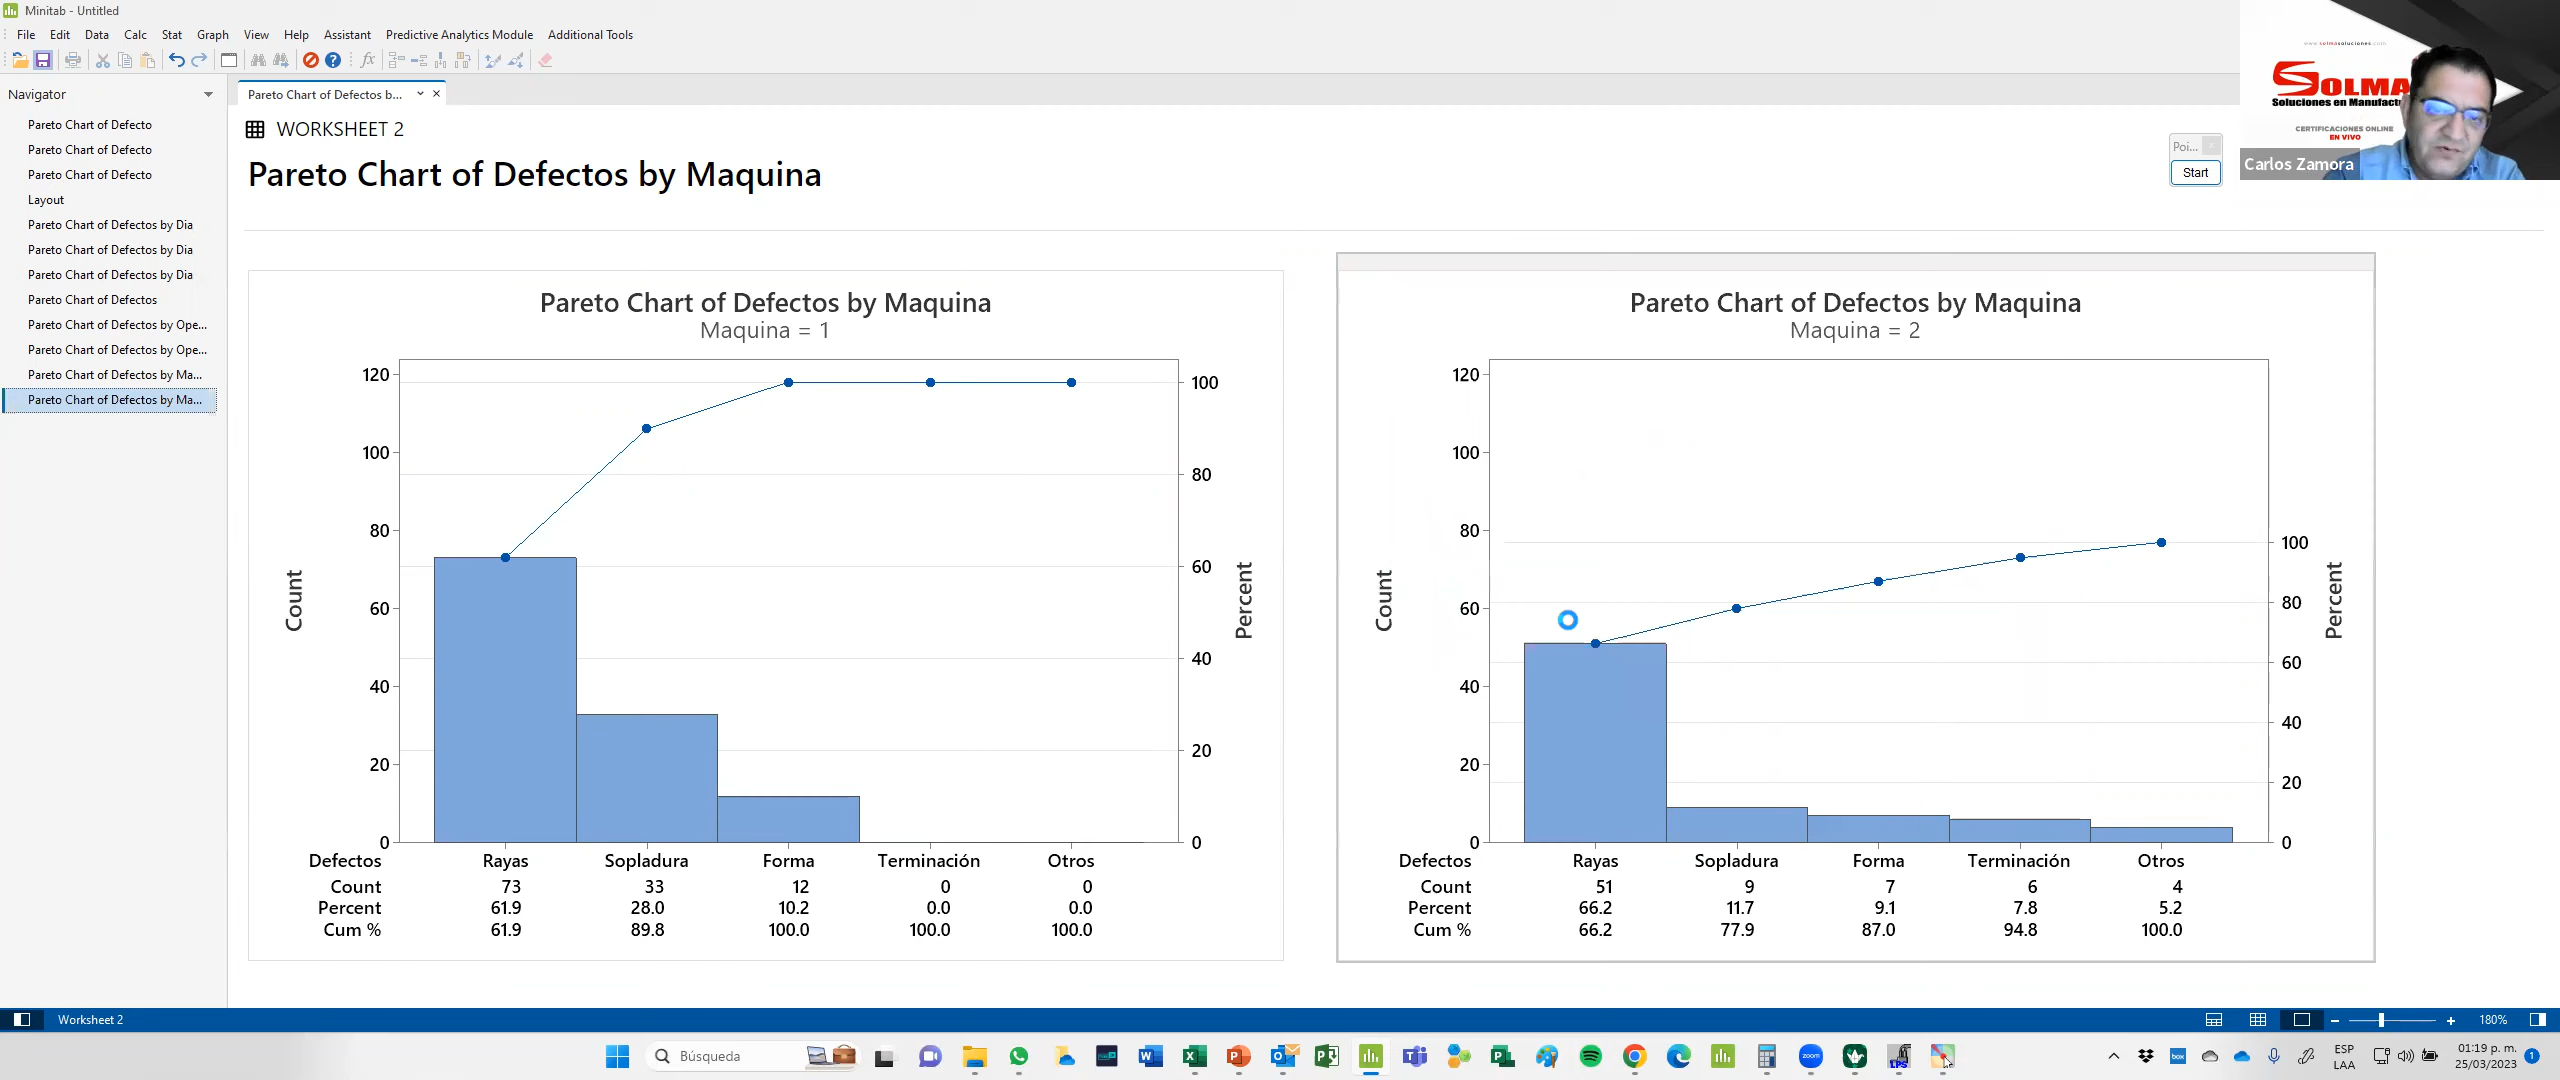 Minitab - Untitled
File Edit Data Calc Stat Graph View Help Assistant Predictive Analytics Module Additional Tools
Navigator
Pareto Chart of Defecto
Pareto Chart of Defecto
Pareto Chart of Defecto
Layout
Pareto Chart of Defectos by Dia
Pareto Chart of Defectos by Dia
Pareto Chart of Defectos by Dia
Pareto Chart of Defectos
Pareto Chart of Defectos by Ope...
Pareto Chart of Defectos by Ope...
Pareto Chart of Defectos by Ma...
Pareto Chart of Defectos by Ma...
Pareto Chart of Defectos b...
WORKSHEET 2
Pareto Chart of Defectos by Maquina
Poi...
Start
www.solmasoluciones.com
SOLMA
Soluciones en Manufact
CERTIFICACIONES ONLINE
EN VIVO
Carlos Zamora
Pareto Chart of Defectos by Maquina
Maquina = 1
120
100
80
60
40
20
0
Count
100
80
60
40
20
0
Percent
Defectos Rayas Sopladura Forma Terminación Otros
Count 73 33 12 0 0
Percent 61.9 28.0 10.2 0.0 0.0
Cum % 61.9 89.8 100.0 100.0 100.0
Pareto Chart of Defectos by Maquina
Maquina = 2
120
100
80
60
40
20
0
Count
100
80
60
40
20
0
Percent
Defectos Rayas Sopladura Forma Terminación Otros
Count 51 9 7 6 4
Percent 66.2 11.7 9.1 7.8 5.2
Cum % 66.2 77.9 87.0 94.8 100.0
Worksheet 2
180%
Búsqueda
zoom
box
ESP
LAA
01:19 p. m.
25/03/2023
1